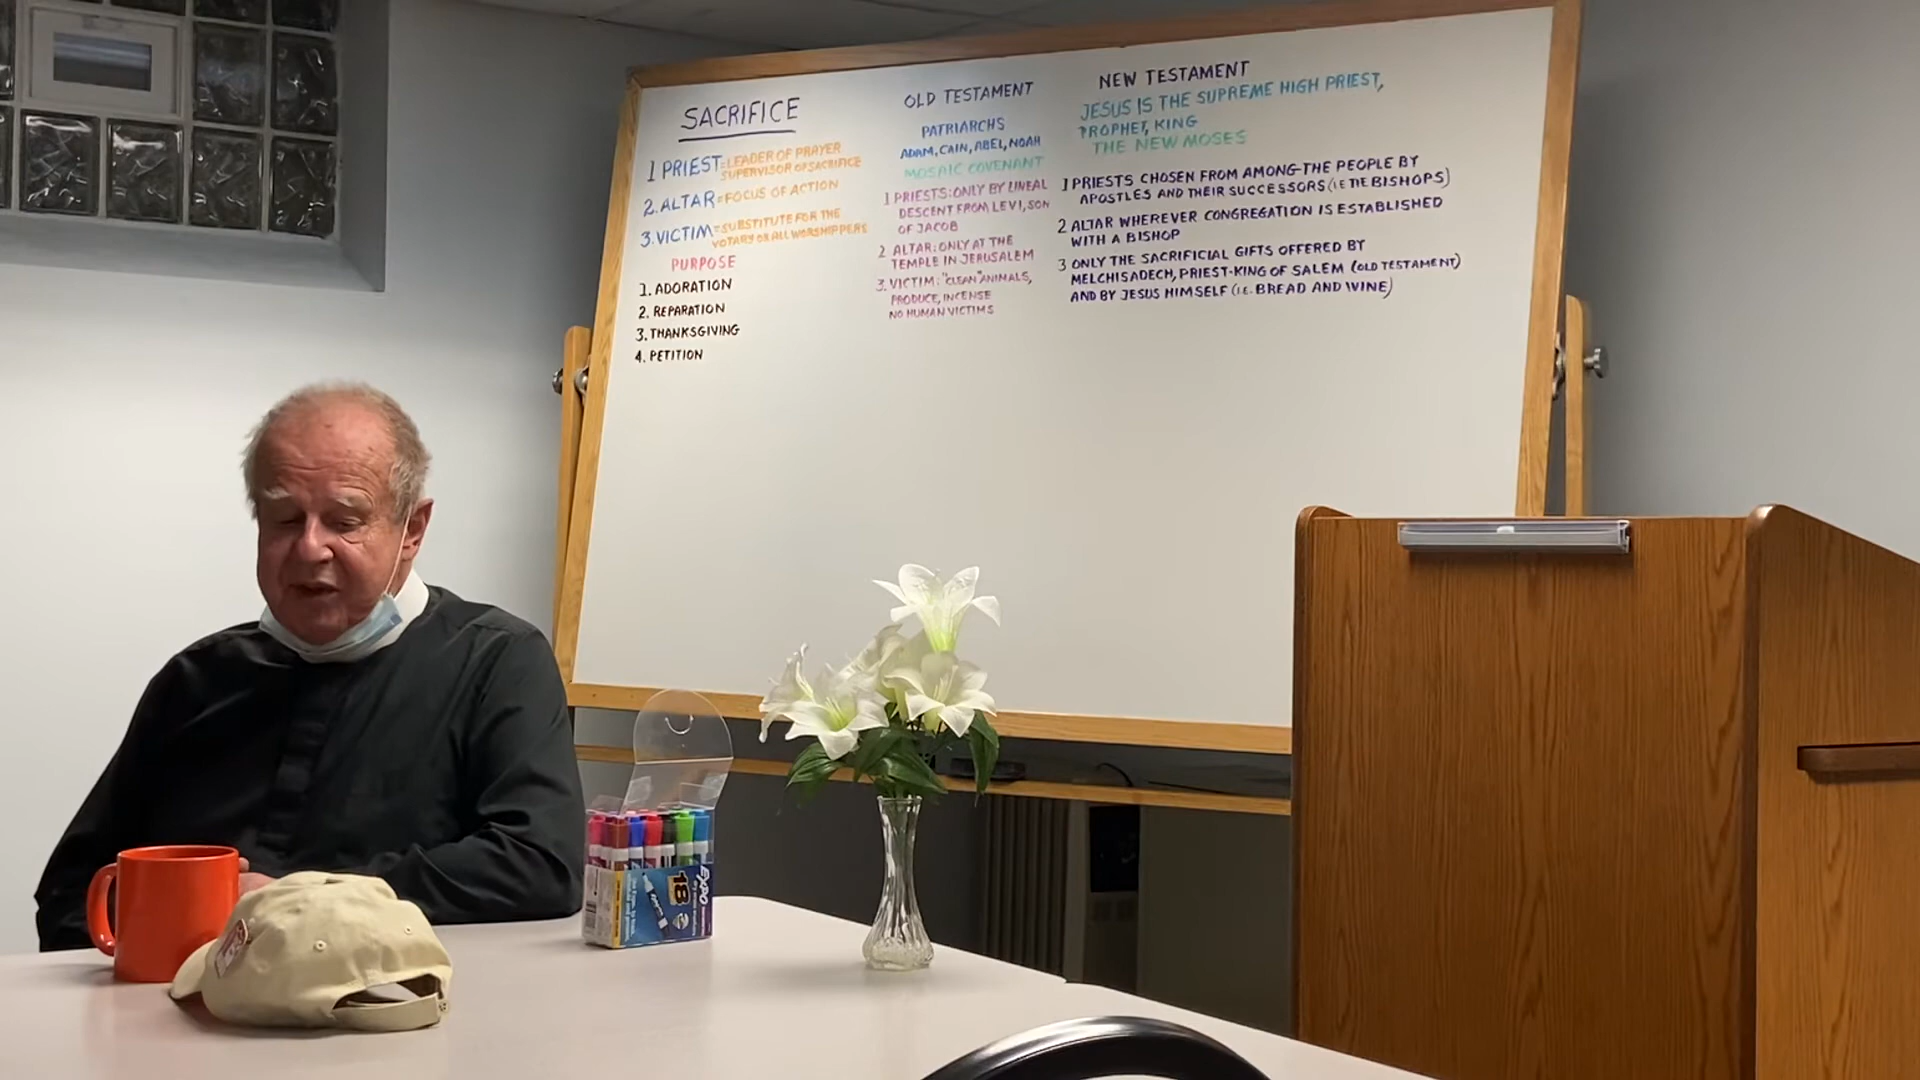 SACRIFICE
1 PRIEST=LEADER OF PRAYER
SUPERVISOR OF SACRIFICE
2. ALTAR=FOCUS OF ACTION
3. VICTIM=SUBSTITUTE FOR THE
VOTARY OR ALL WORSHIPPERS
PURPOSE
1. ADORATION
2. REPARATION
3. THANKSGIVING
4. PETITION
OLD TESTAMENT
PATRIARCHS
ADAM, CAIN, ABEL, NOAH
MOSAIC COVENANT
1 PRIESTS: ONLY BY LINEAL
DESCENT FROM LEVI, SON
OF JACOB
2 ALTAR: ONLY AT THE
TEMPLE IN JERUSALEM
3. VICTIM: "CLEAN" ANIMALS,
PRODUCE, INCENSE
NO HUMAN VICTIMS
NEW TESTAMENT
JESUS IS THE SUPREME HIGH PRIEST,
PROPHET, KING
THE NEW MOSES
1 PRIESTS CHOSEN FROM AMONG THE PEOPLE BY
APOSTLES AND THEIR SUCCESSORS (IE THE BISHOPS)
2 ALTAR WHEREVER CONGREGATION IS ESTABLISHED
WITH A BISHOP
3 ONLY THE SACRIFICIAL GIFTS OFFERED BY
MELCHISADECH, PRIEST-KING OF SALEM (OLD TESTAMENT)
AND BY JESUS HIMSELF (I.E. BREAD AND WINE)
EXPO
18